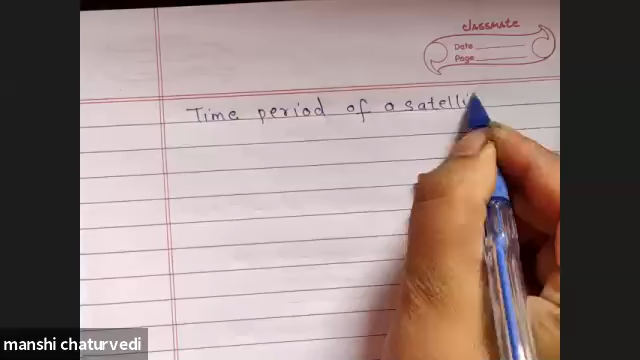 classmate
Date
Page
Time period of a satelli
manshi chaturvedi